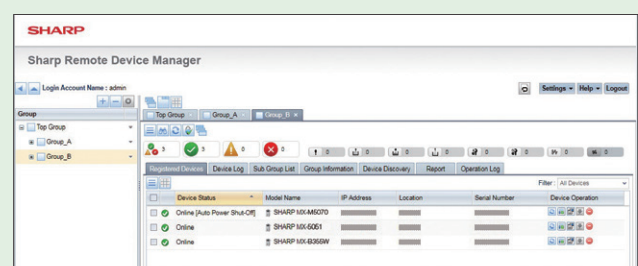 SHARP
Sharp Remote Device Manager
Login Account Name : admin
Settings Help Logout
Group
Top Group Group_A Group_B
Top Group
Group_A
Group_B
3 3 0 0
Registered Devices Device Log Sub Group List Group Information Device Discovery Report Operation Log
Filter : All Devices
Device Status Model Name IP Address Location Serial Number Device Operation
Online [Auto Power Shut-Off] SHARP MX-M5070
Online SHARP MX-5051
Online SHARP MX-B355W